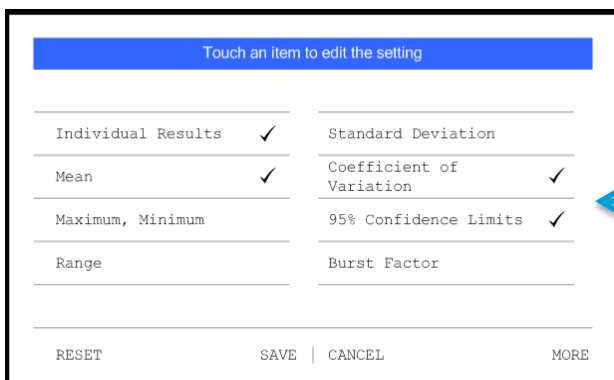 Touch an item to edit the setting
Individual Results ✓
Standard Deviation
Mean ✓
Coefficient of
Variation ✓
Maximum, Minimum
95% Confidence Limits ✓
Range
Burst Factor
RESET
SAVE | CANCEL
MORE